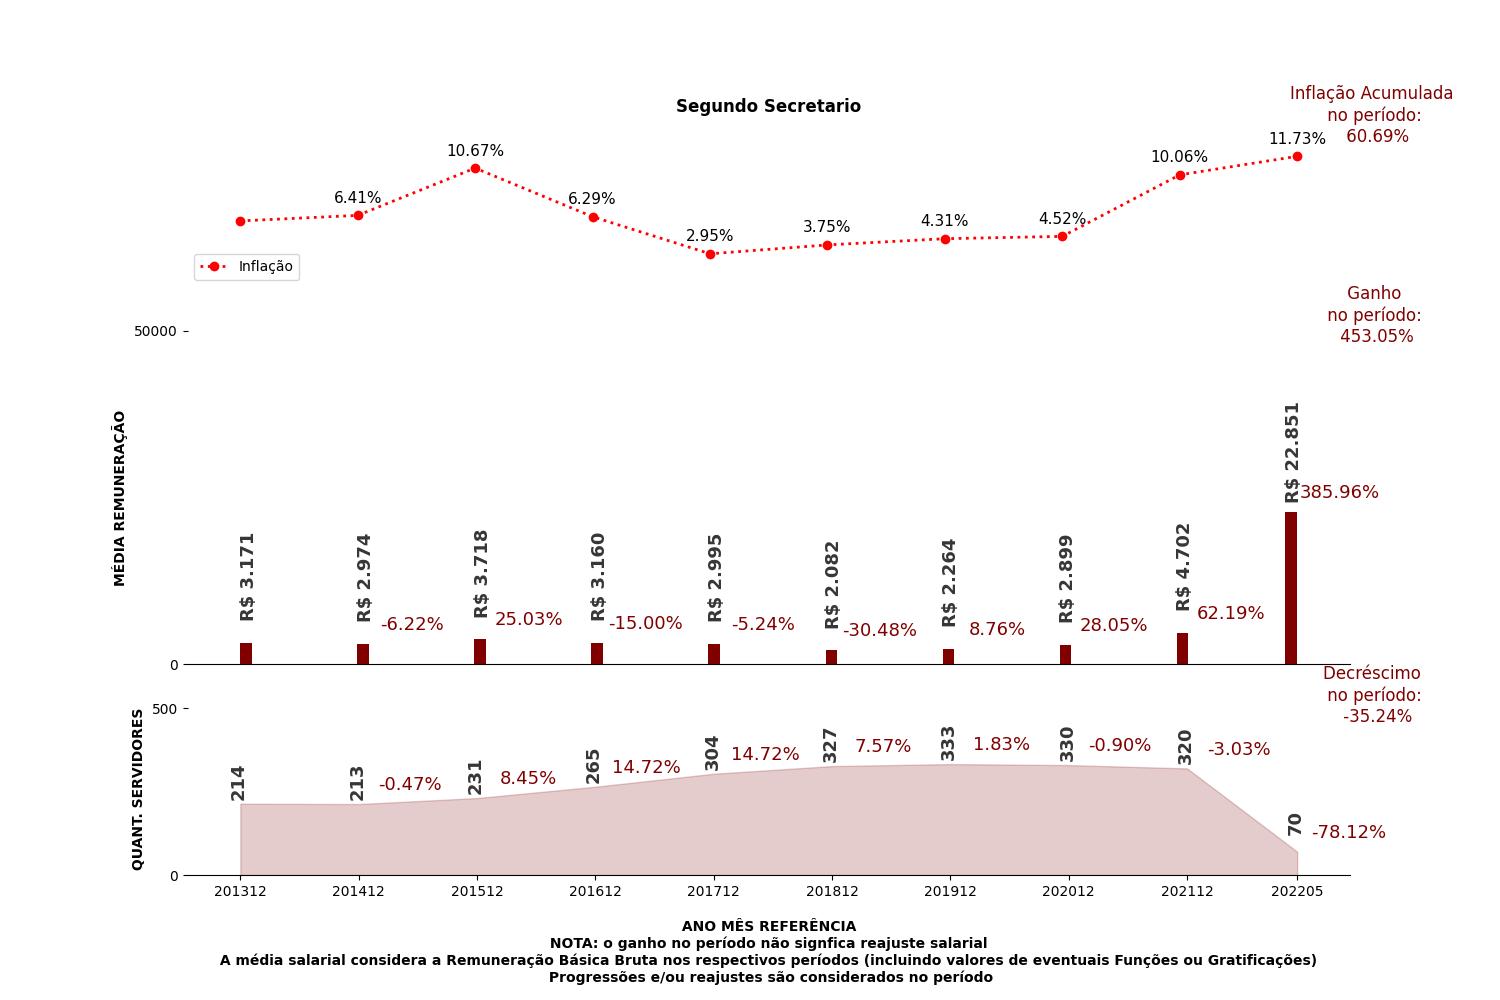 Segundo Secretario
Inflação Acumulada
no período:
60.69%
6.41%
10.67%
6.29%
2.95%
3.75%
4.31%
4.52%
10.06%
11.73%
Inflação
Ganho
no período:
453.05%
50000
0
MÉDIA REMUNERAÇÃO
R$ 3.171
R$ 2.974
R$ 3.718
R$ 3.160
R$ 2.995
R$ 2.082
R$ 2.264
R$ 2.899
R$ 4.702
R$ 22.851
-6.22%
25.03%
-15.00%
-5.24%
-30.48%
8.76%
28.05%
62.19%
385.96%
Decréscimo
no período:
-35.24%
500
0
QUANT. SERVIDORES
214
213
231
265
304
327
333
330
320
70
-0.47%
8.45%
14.72%
14.72%
7.57%
1.83%
-0.90%
-3.03%
-78.12%
201312
201412
201512
201612
201712
201812
201912
202012
202112
202205
ANO MÊS REFERÊNCIA
NOTA: o ganho no período não signfica reajuste salarial
A média salarial considera a Remuneração Básica Bruta nos respectivos períodos (incluindo valores de eventuais Funções ou Gratificações)
Progressões e/ou reajustes são considerados no período